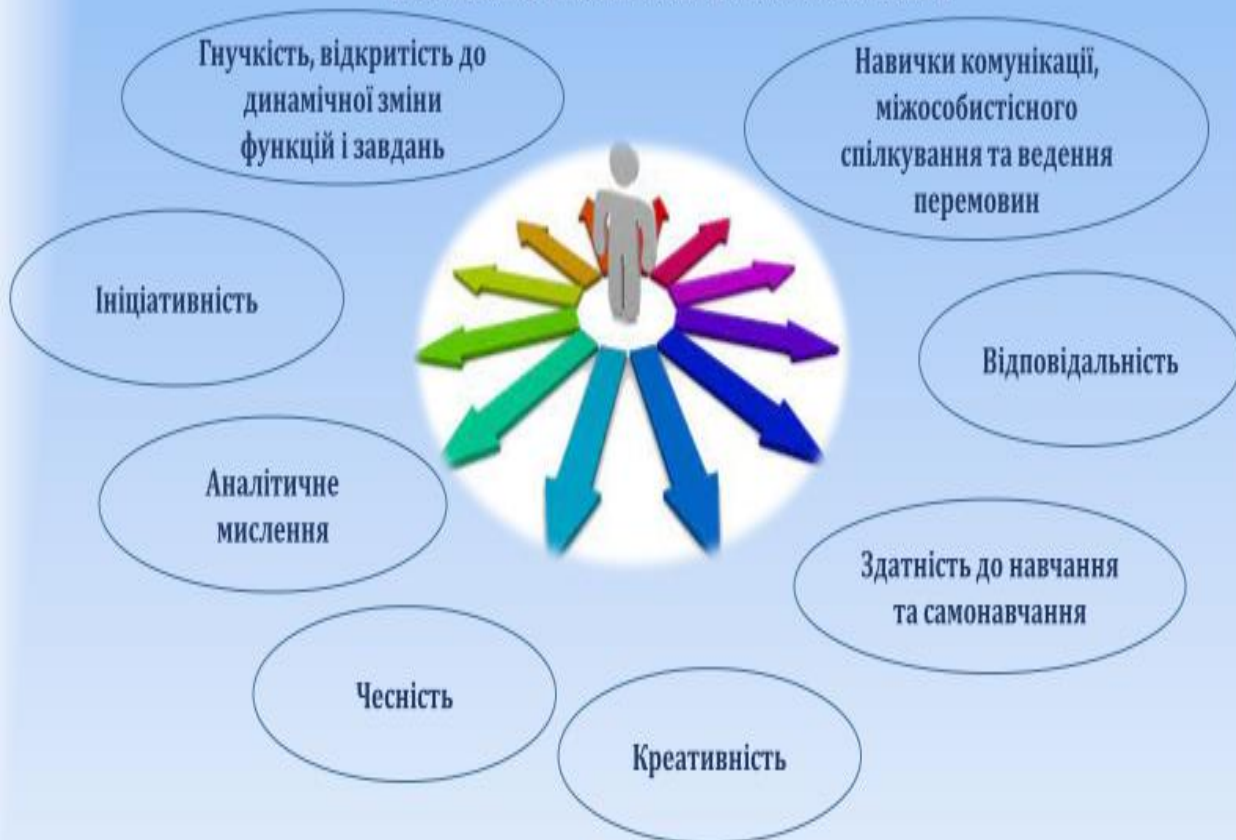 Гнучкість, відкритість до
динамічної зміни
функцій і завдань
Навички комунікації,
міжособистісного
спілкування та ведення
перемовин
Ініціативність
Відповідальність
Аналітичне
мислення
Здатність до навчання
та самонавчання
Чесність
Креативність